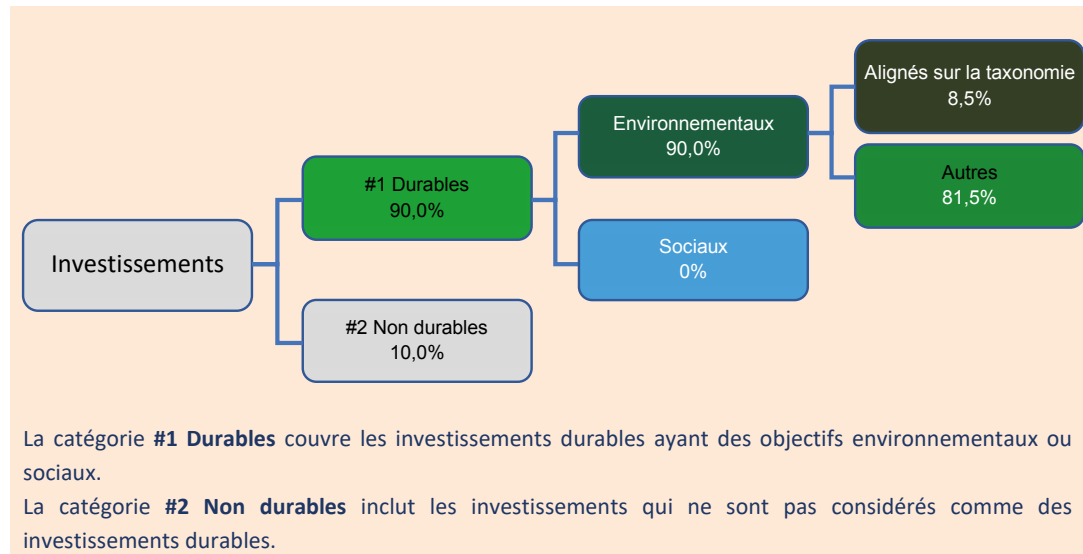 Investissements
#1 Durables
90,0%
#2 Non durables
10,0%
Environnementaux
90,0%
Sociaux
0%
Alignés sur la taxonomie
8,5%
Autres
81,5%
La catégorie #1 Durables couvre les investissements durables ayant des objectifs environnementaux ou
sociaux.
La catégorie #2 Non durables inclut les investissements qui ne sont pas considérés comme des
investissements durables.